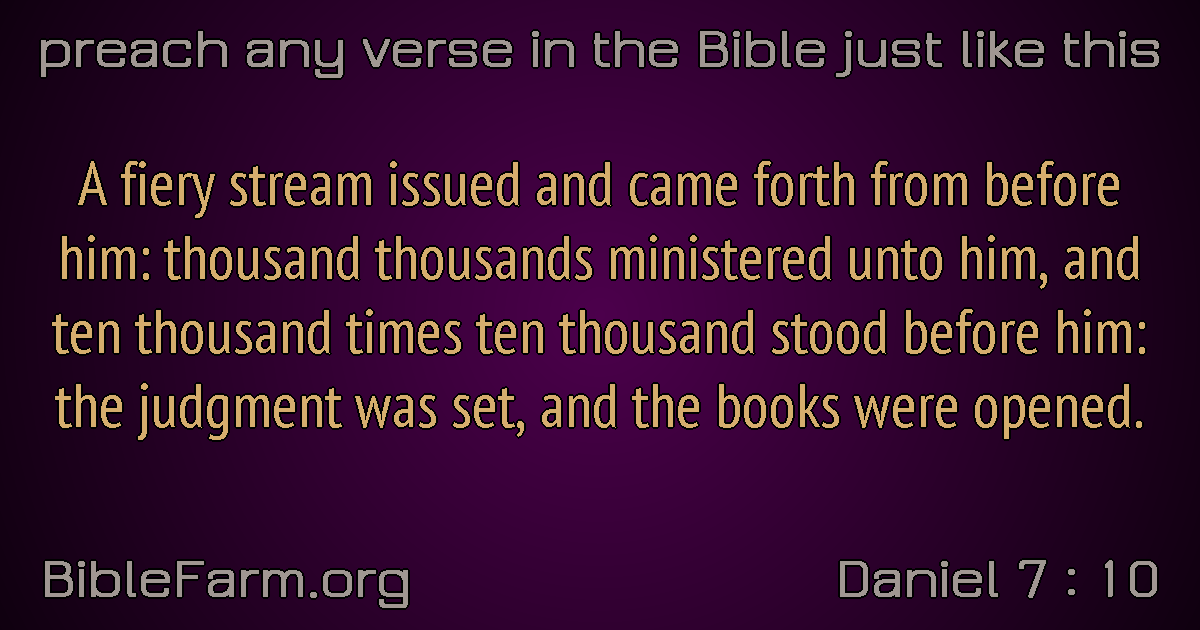 preach any verse in the Bible just like this
A fiery stream issued and came forth from before
him: thousand thousands ministered unto him, and
ten thousand times ten thousand stood before him:
the judgment was set, and the books were opened.
BibleFarm.org
Daniel 7 : 10